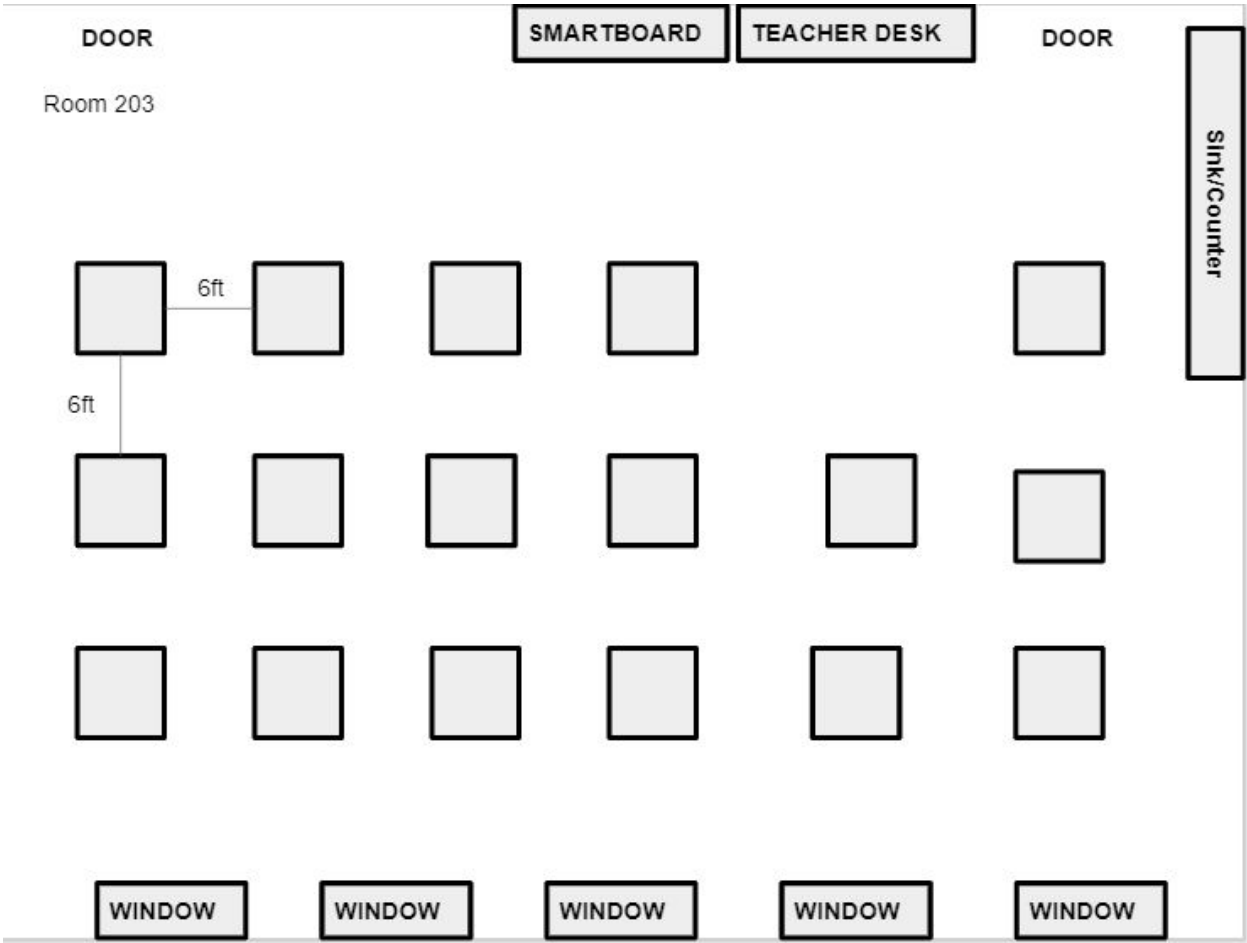 DOOR
SMARTBOARD
TEACHER DESK
DOOR
Room 203
Sink/Counter
6ft
6ft
WINDOW
WINDOW
WINDOW
WINDOW
WINDOW